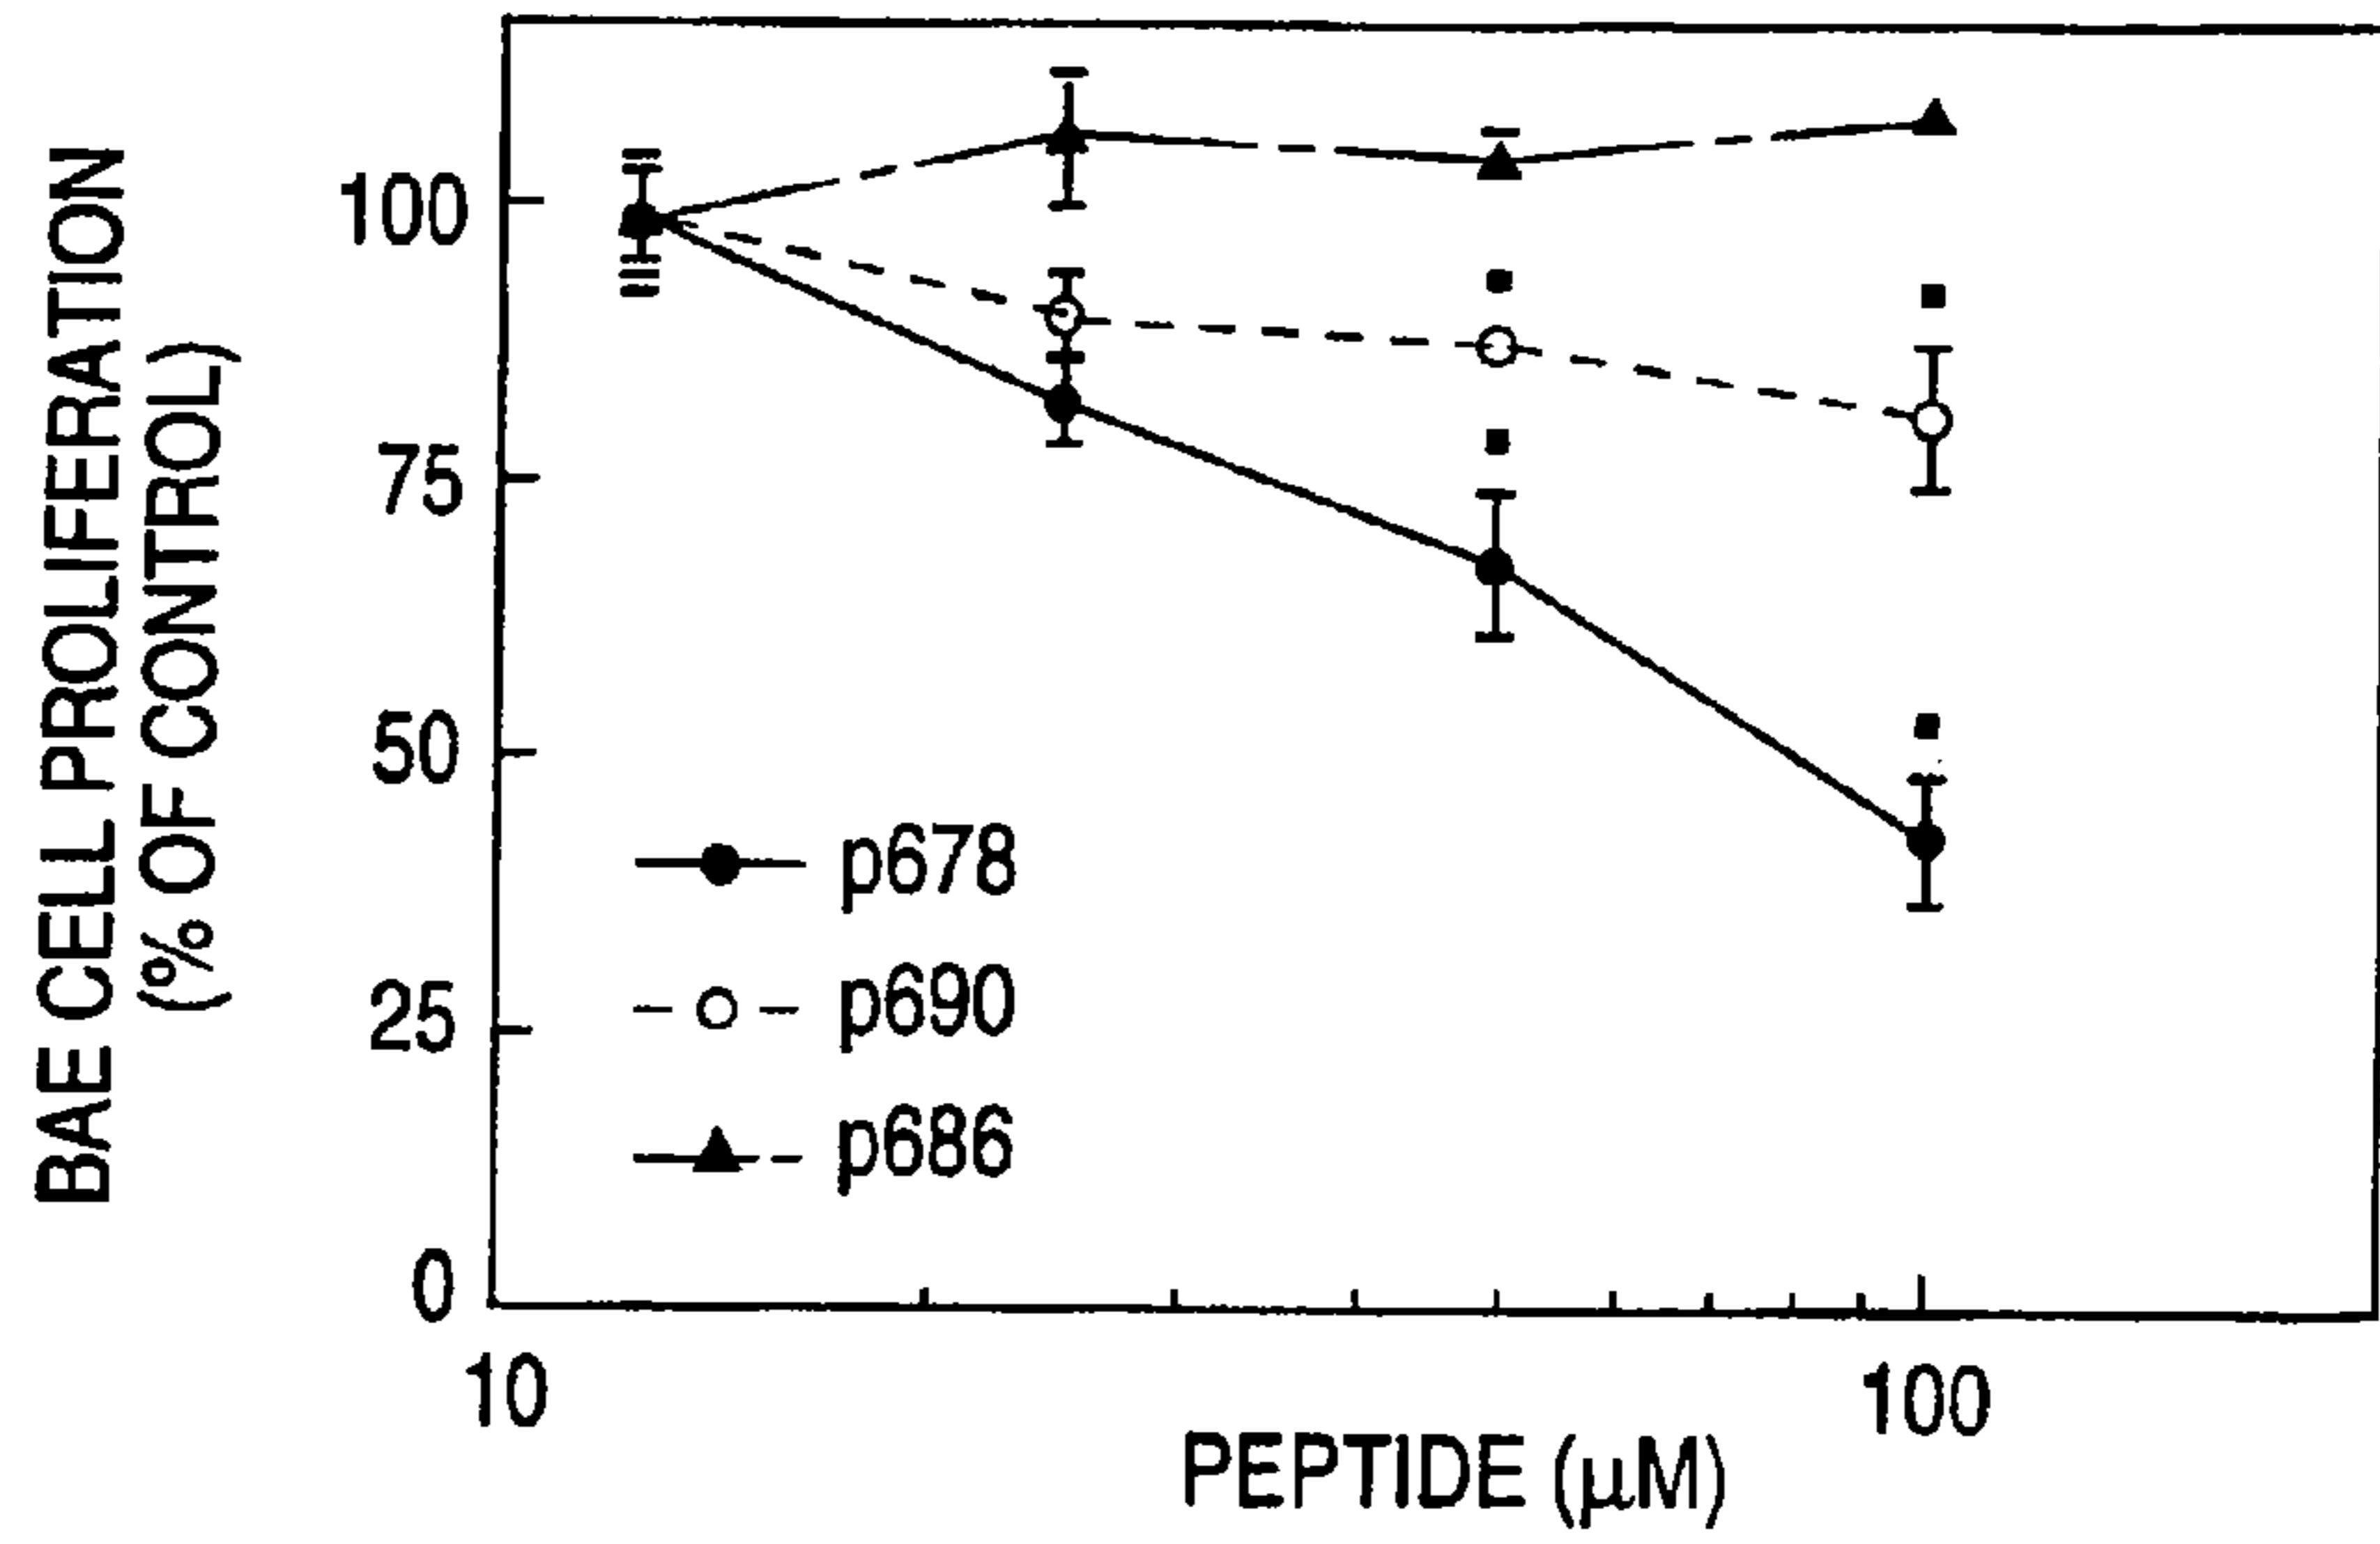 BAE CELL PROLIFERATION
(% OF CONTROL)
100
75
50
25
0
p678
p690
p686
10
100
PEPTIDE (μM)